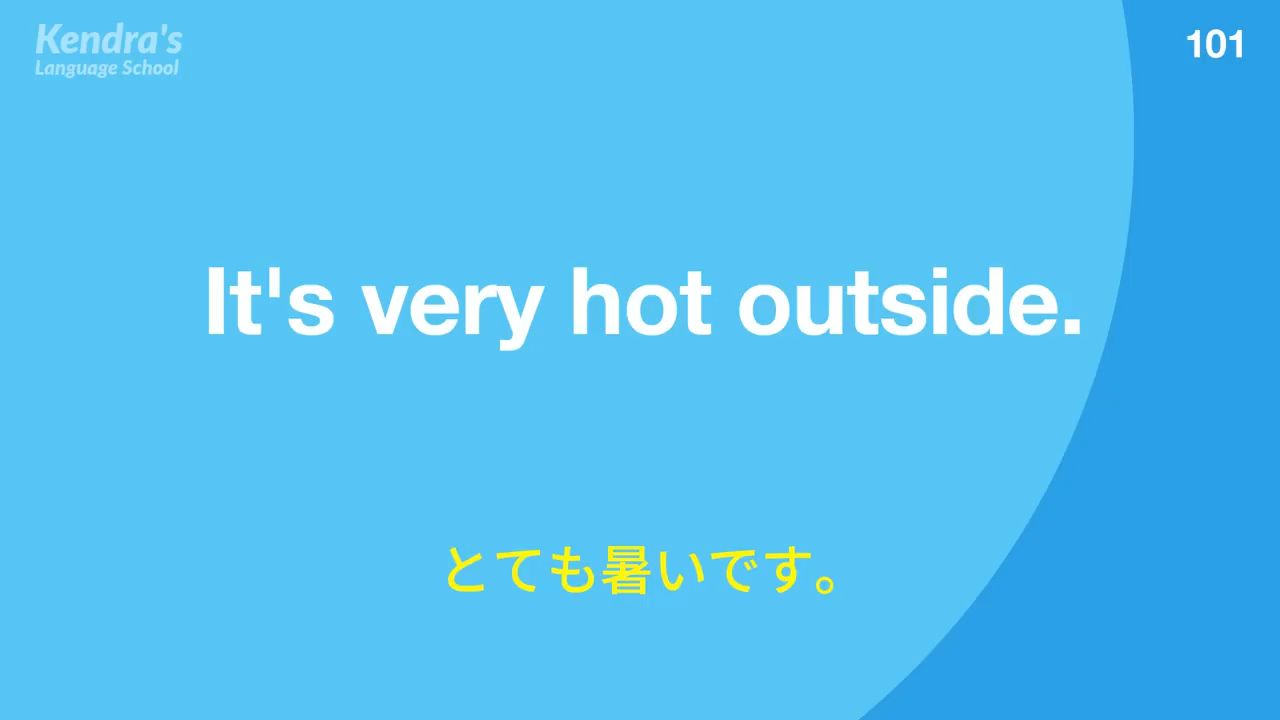 Kendra's
Language School
101
It's very hot outside.
とても暑いです。